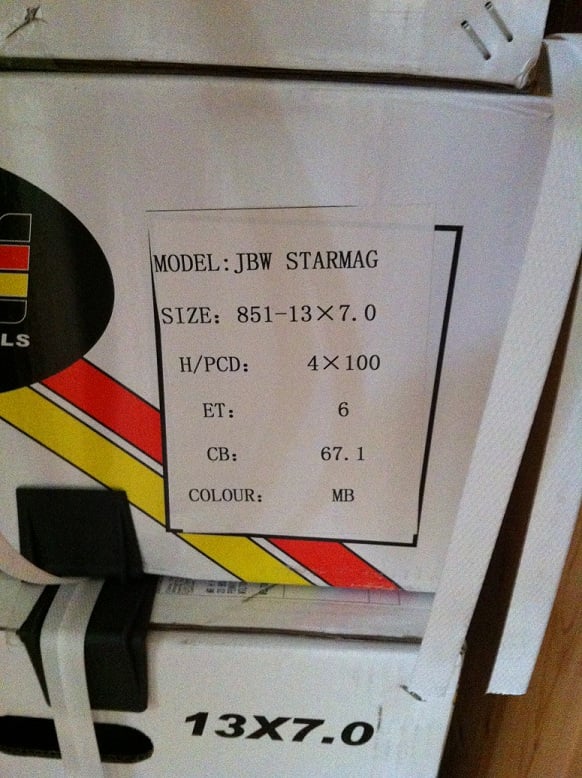 LS
MODEL:JBW STARMAG
SIZE: 851-13×7.0
H/PCD: 4×100
ET: 6
CB: 67.1
COLOUR: MB
13X7.0